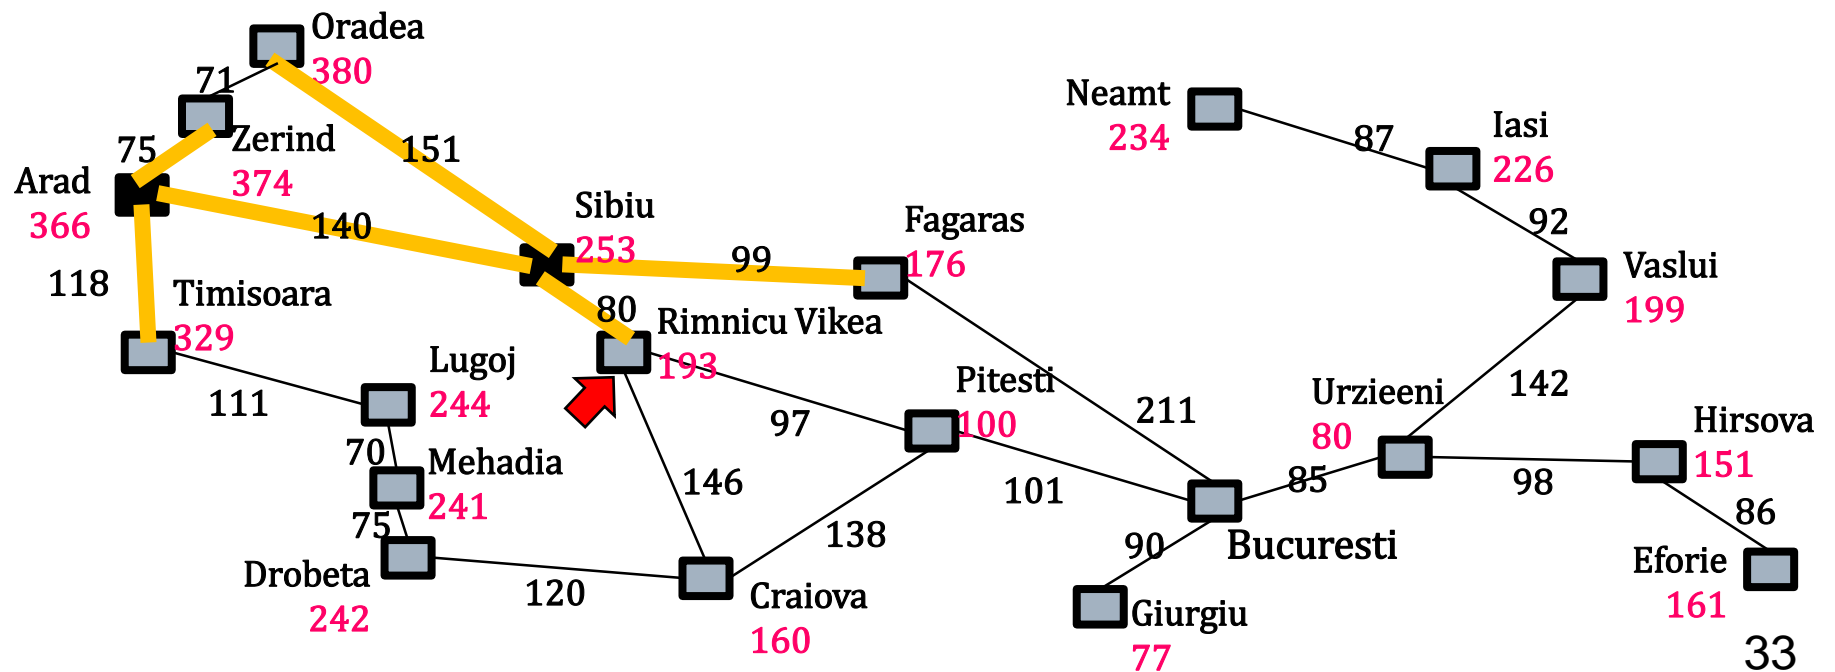 Oradea
380
71
Zerind
374
75
Arad
366
151
140
118
Sibiu
253
Fagaras
176
99
Neamt
234
87
Iasi
226
92
Vaslui
199
Timisoara
329
80
Rimnicu Vikea
193
111
Lugoj
244
97
Pitesti
100
211
Urzieeni
80
142
Hirsova
151
70
Mehadia
241
146
101
85
98
86
75
138
90
Bucuresti
Drobeta
242
120
Craiova
160
Giurgiu
77
Eforie
161
33